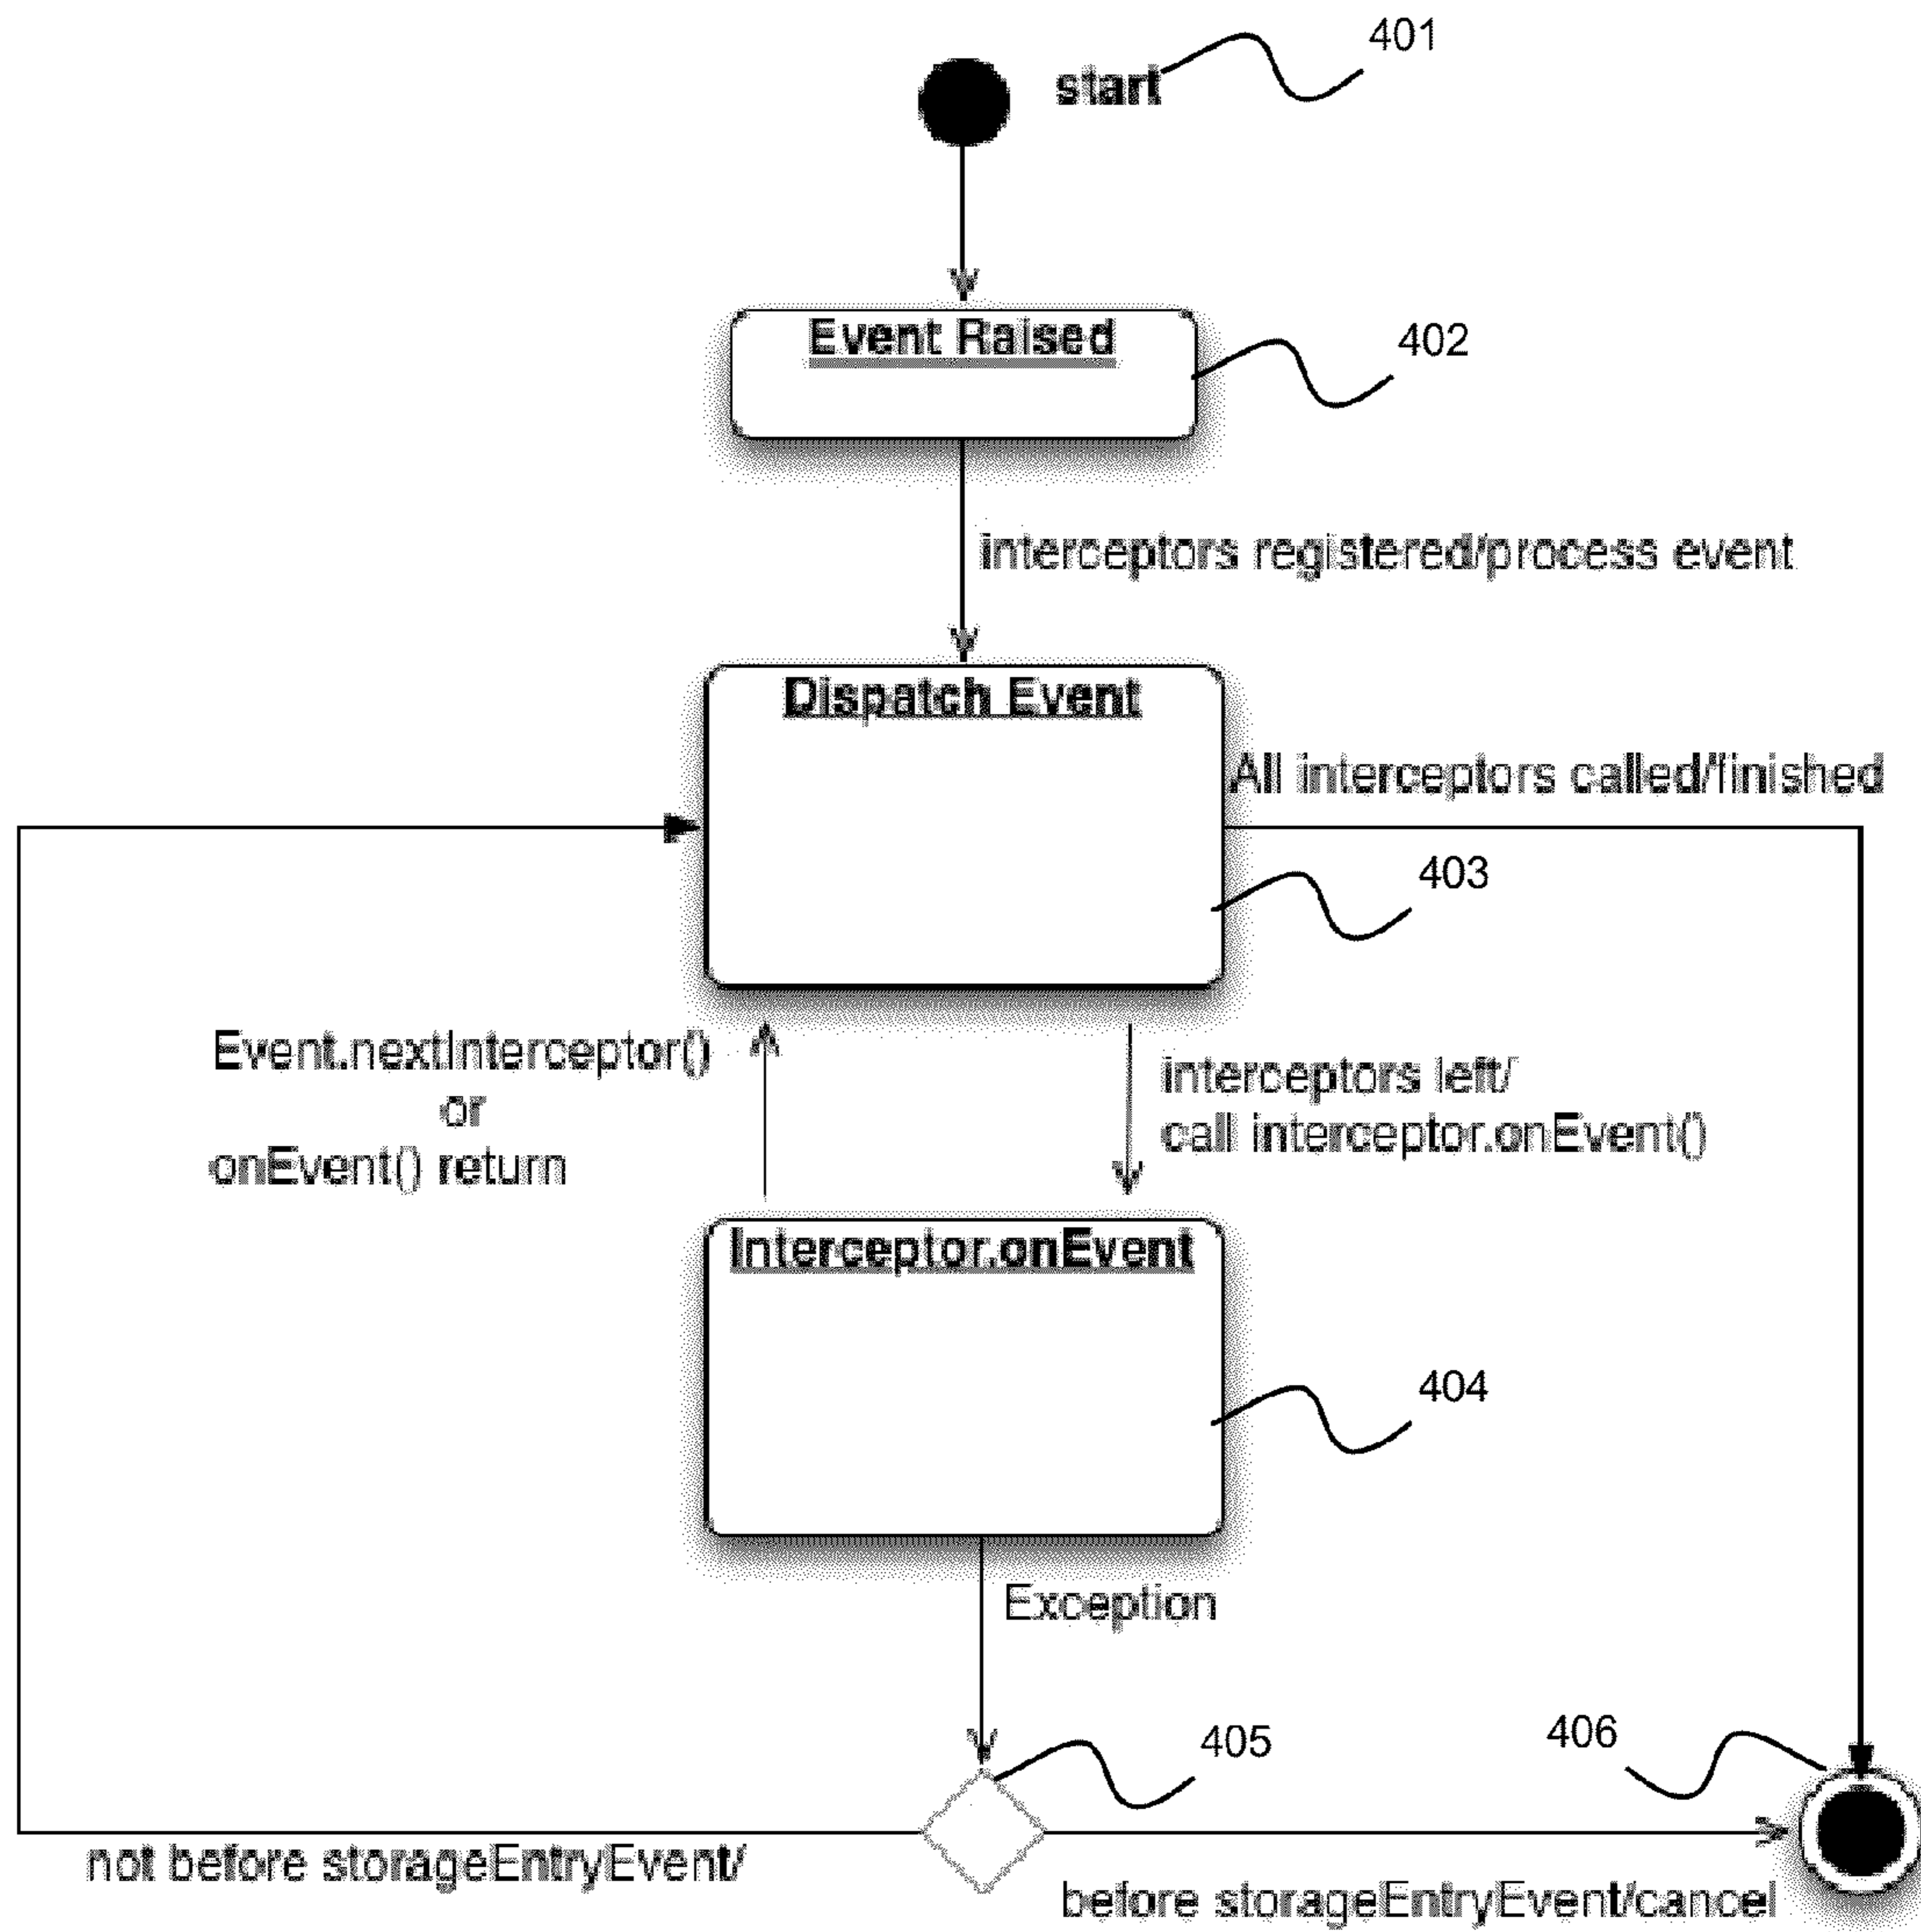 401
start
Event Raised
402
interceptors registered/process event
Dispatch Event
All interceptors called/finished
403
Event.nextInterceptor()
or
onEvent() return
interceptors left/
call interceptor.onEvent()
Interceptor.onEvent
404
Exception
405
406
not before storageEntryEvent/
before storageEntryEvent/cancel